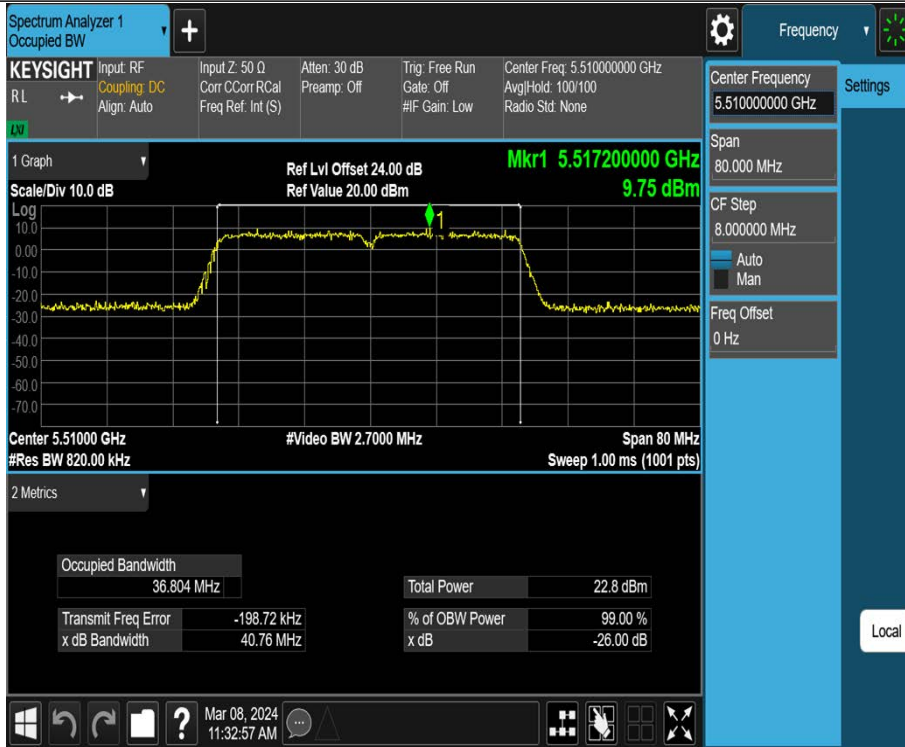 Spectrum Analyzer 1
Occupied BW
Frequency
KEYSIGHT
RL
LXI
Input: RF
Coupling: DC
Align: Auto
Input Z: 50 Ω
Corr CCorr RCal
Freq Ref: Int (S)
Atten: 30 dB
Preamp: Off
Trig: Free Run
Gate: Off
#IF Gain: Low
Center Freq: 5.510000000 GHz
Avg|Hold: 100/100
Radio Std: None
Center Frequency
5.510000000 GHz
Settings
Span
80.000 MHz
CF Step
8.000000 MHz
Auto
Man
Freq Offset
0 Hz
1 Graph
Scale/Div 10.0 dB
Ref Lvl Offset 24.00 dB
Ref Value 20.00 dBm
Mkr1 5.517200000 GHz
9.75 dBm
Log
1
10.0
0.00
-10.0
-20.0
-30.0
-40.0
-50.0
-60.0
-70.0
Center 5.51000 GHz
#Video BW 2.7000 MHz
Span 80 MHz
#Res BW 820.00 kHz
Sweep 1.00 ms (1001 pts)
2 Metrics
Occupied Bandwidth
36.804 MHz
Total Power 22.8 dBm
Transmit Freq Error -198.72 kHz
% of OBW Power 99.00 %
x dB Bandwidth 40.76 MHz
x dB -26.00 dB
Local
?
Mar 08, 2024
11:32:57 AM